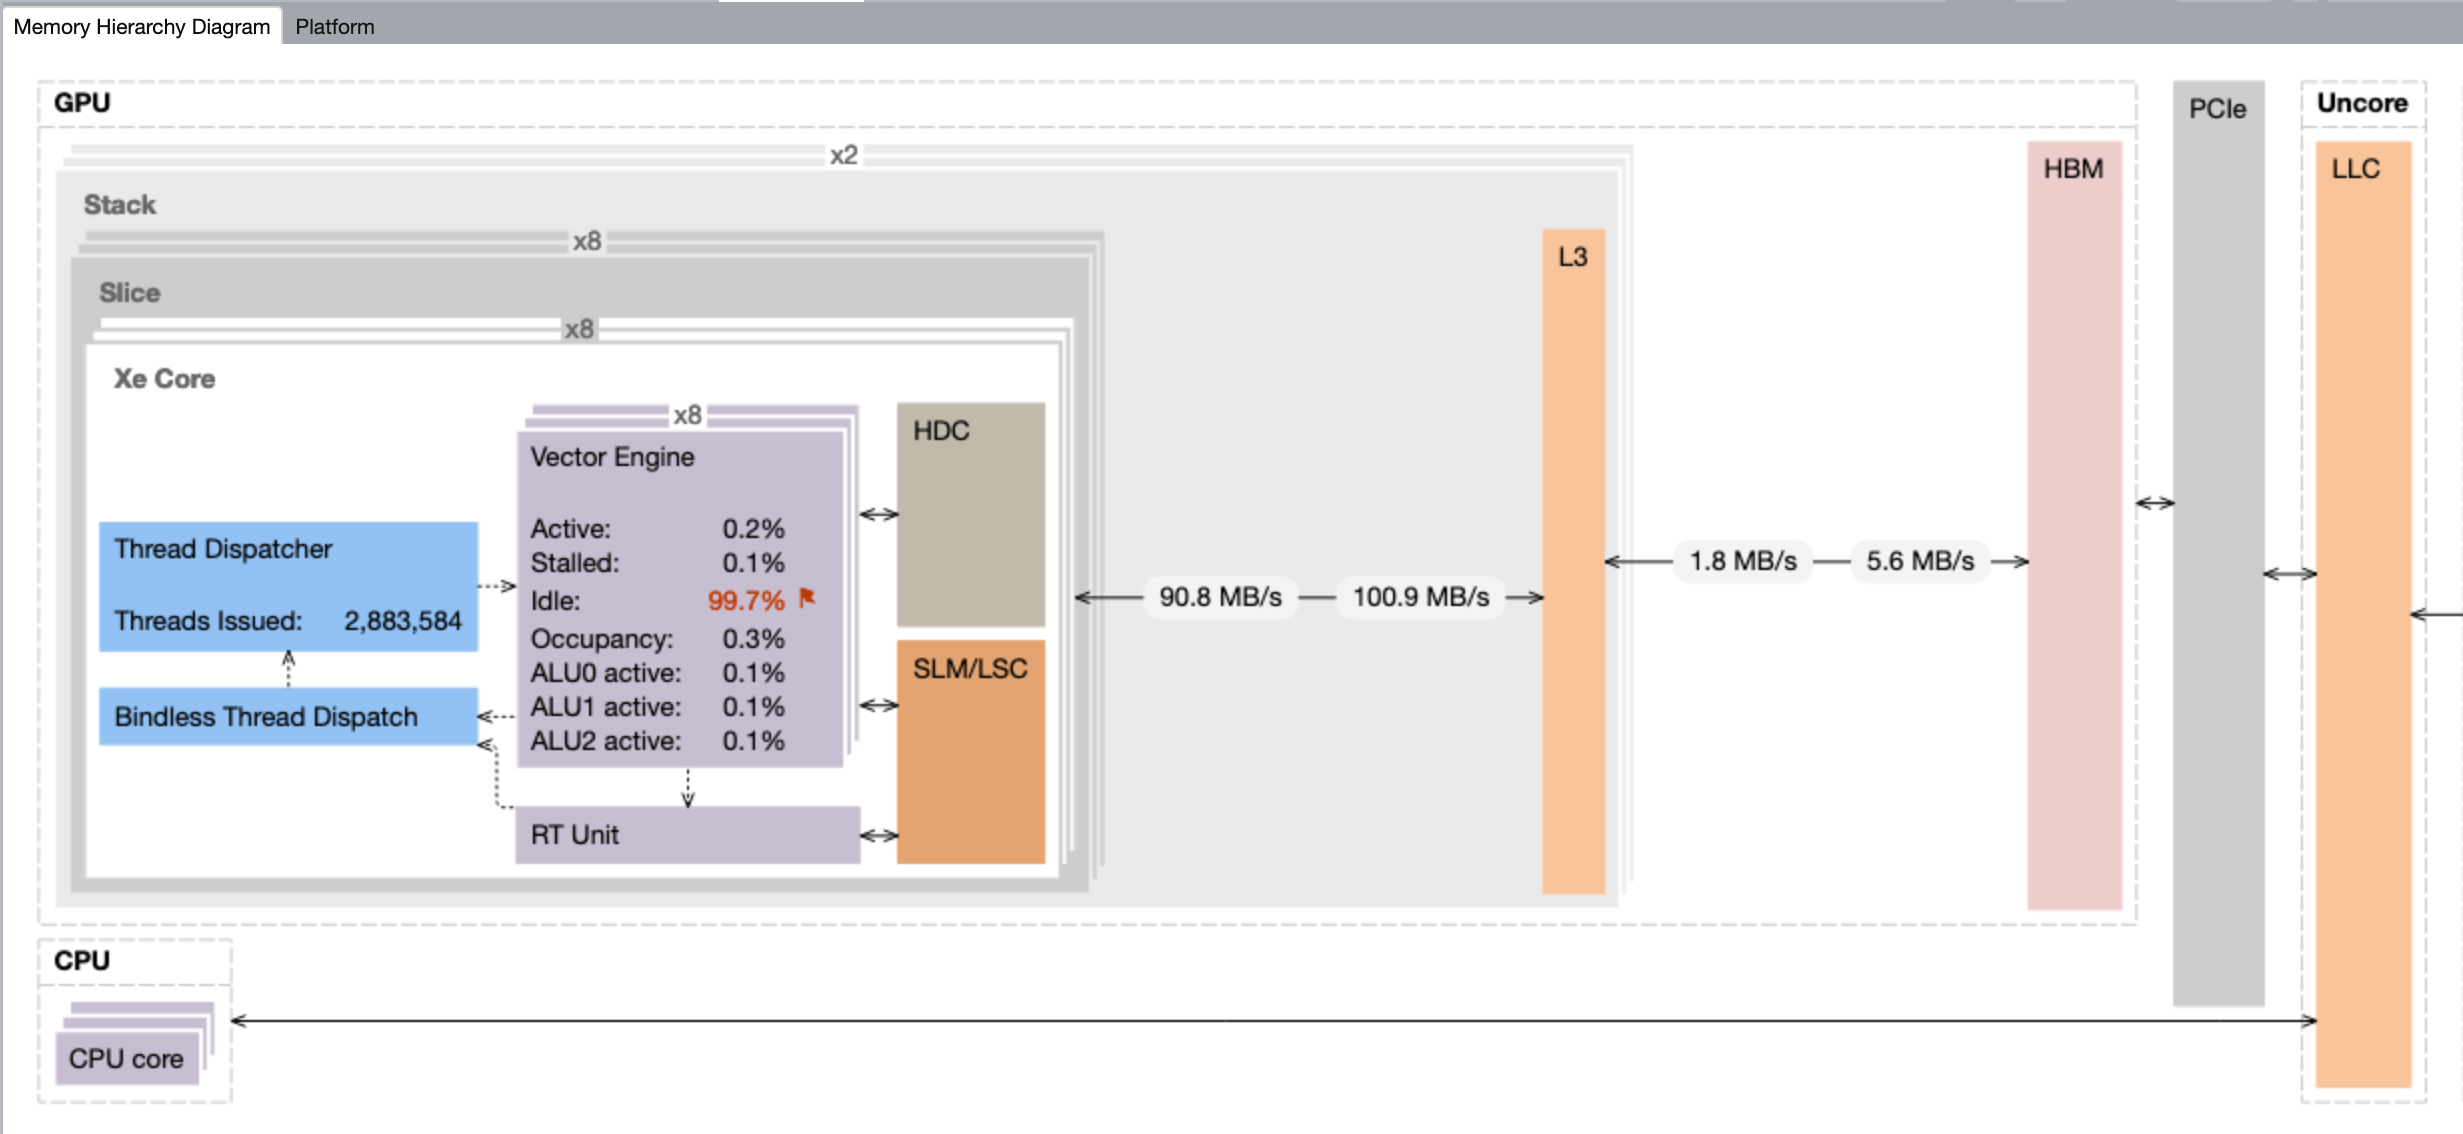 Memory Hierarchy Diagram Platform
GPU
x2
Stack
x8
Slice
x8
Xe Core
Thread Dispatcher
Threads Issued: 2,883,584
Bindless Thread Dispatch
x8
Vector Engine
Active: 0.2%
Stalled: 0.1%
Idle: 99.7%
Occupancy: 0.3%
ALU0 active: 0.1%
ALU1 active: 0.1%
ALU2 active: 0.1%
RT Unit
HDC
SLM/LSC
90.8 MB/s 100.9 MB/s
L3
1.8 MB/s 5.6 MB/s
HBM
PCIe
Uncore
LLC
CPU
CPU core